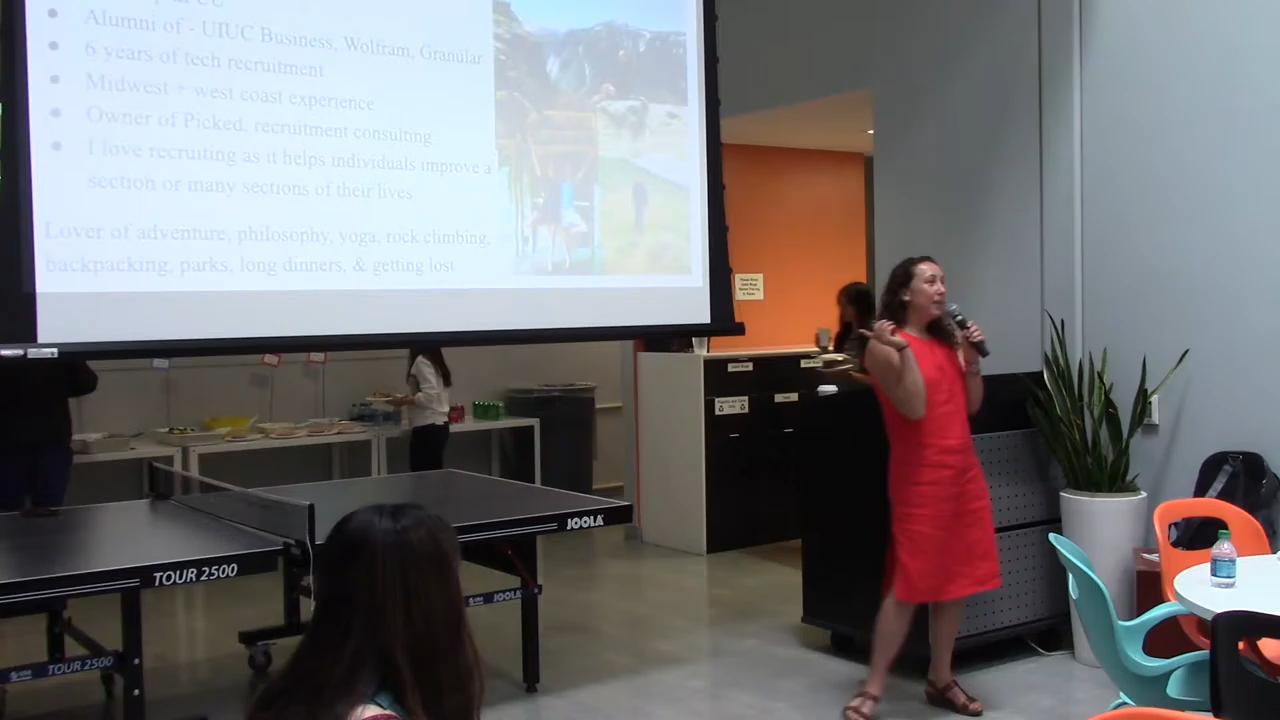 Alumni of - UIUC Business, Wolfram, Granular
6 years of tech recruitment
Midwest + west coast experience
Owner of Picked, recruitment consulting
I love recruiting as it helps individuals improve a
section or many sections of their lives
Lover of adventure, philosophy, yoga, rock climbing,
backpacking, parks, long dinners, & getting lost
JOOLA
TOUR 2500
JOOLA
TOUR 2500